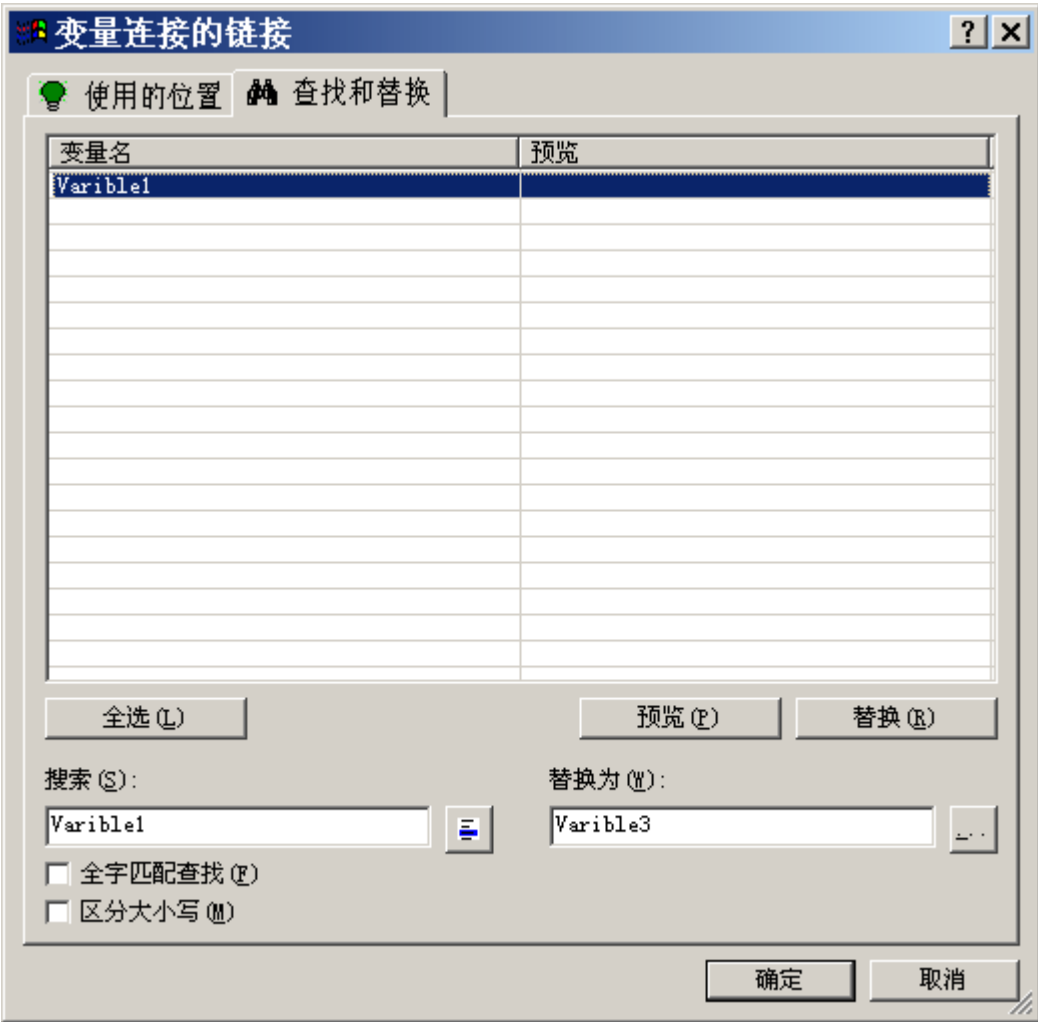 变量连接的链接
使用的位置 查找和替换
变量名 预览
Varible1
全选(L) 预览(P) 替换(R)
搜索(S): 替换为(W):
Varible1 Varible3
...
全字匹配查找(F)
区分大小写(M)
确定 取消